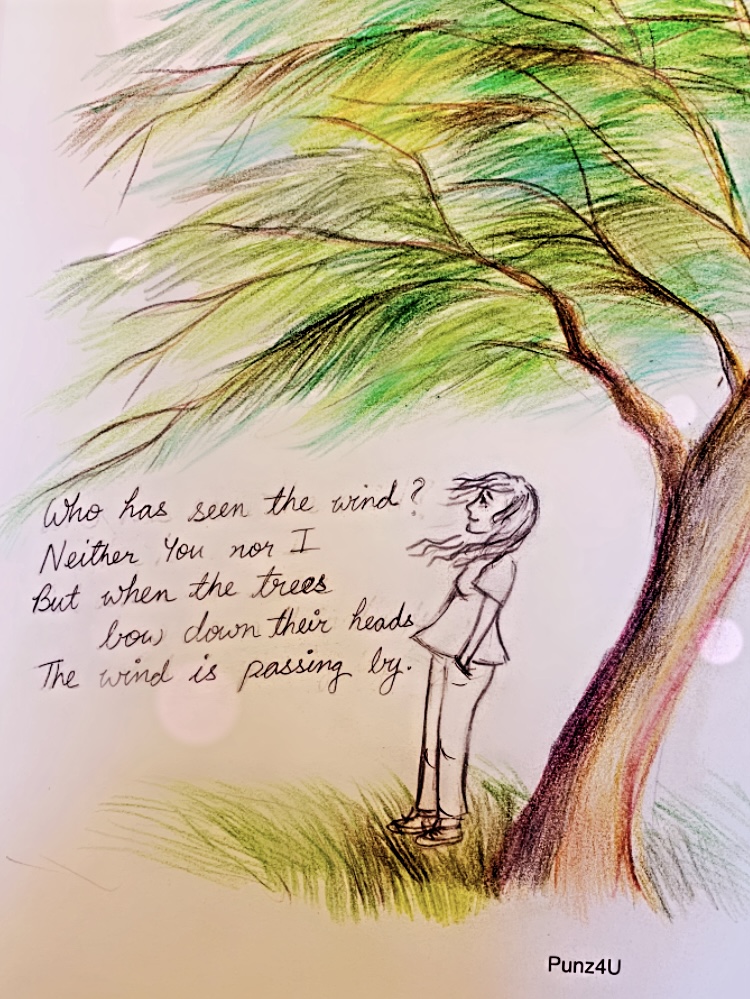 Who has seen the wind?
Neither You nor I
But when the trees
bow down their heads
The wind is passing by.
Punz4U